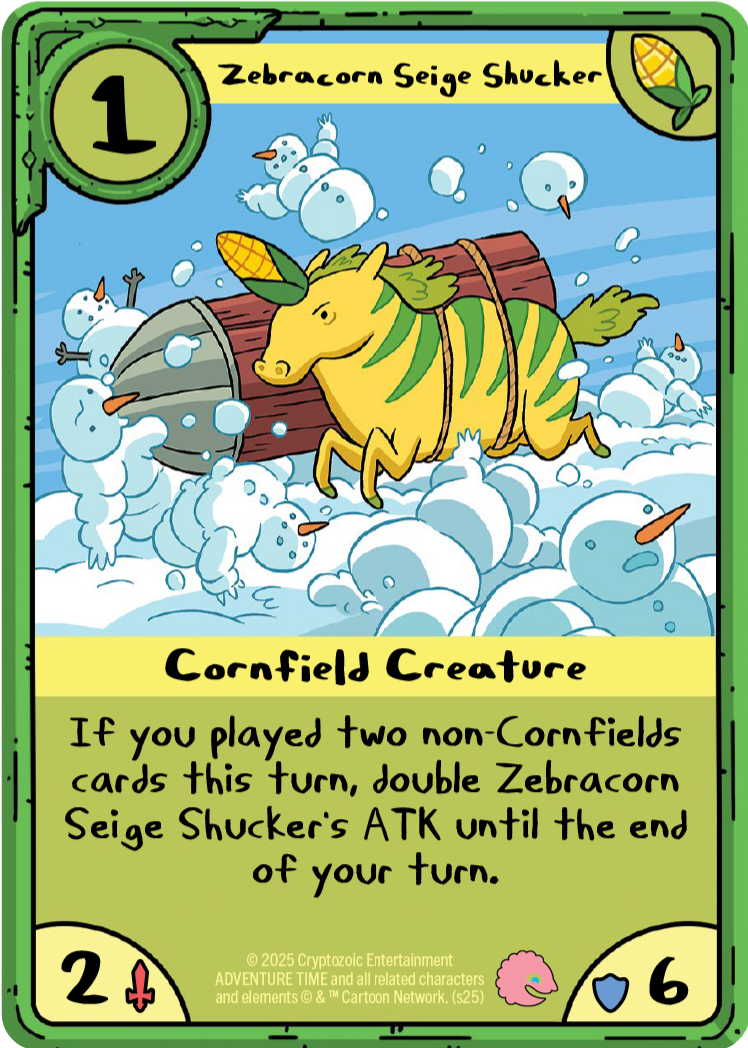 1
Zebracorn Seige Shucker
Cornfield Creature
If you played two non-Cornfields
cards this turn, double Zebracorn
Seige Shucker's ATK until the end
of your turn.
2
© 2025 Cryptozoic Entertainment
ADVENTURE TIME and all related characters
and elements © & ™ Cartoon Network. (s25)
6